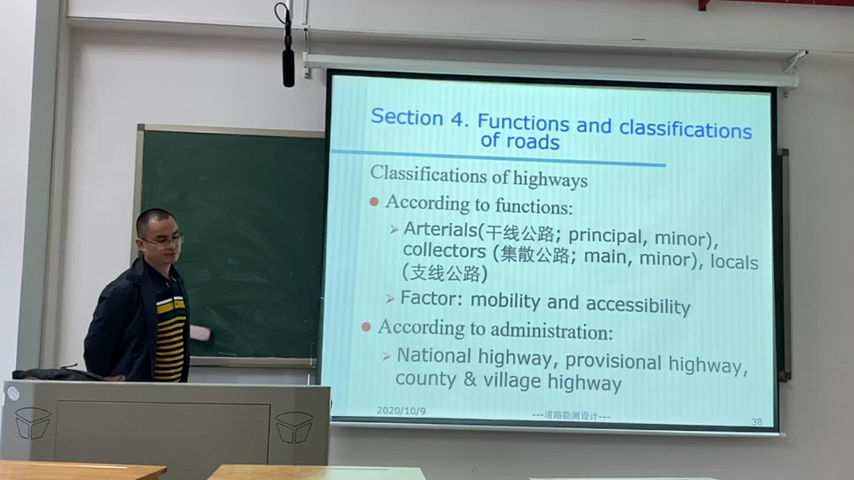 Section 4. Functions and classifications
of roads
Classifications of highways
According to functions:
Arterials(干线公路; principal, minor),
collectors (集散公路; main, minor), locals
(支线公路)
Factor: mobility and accessibility
According to administration:
National highway, provisional highway,
county & village highway
2020/10/9 ---道路勘测设计--- 38